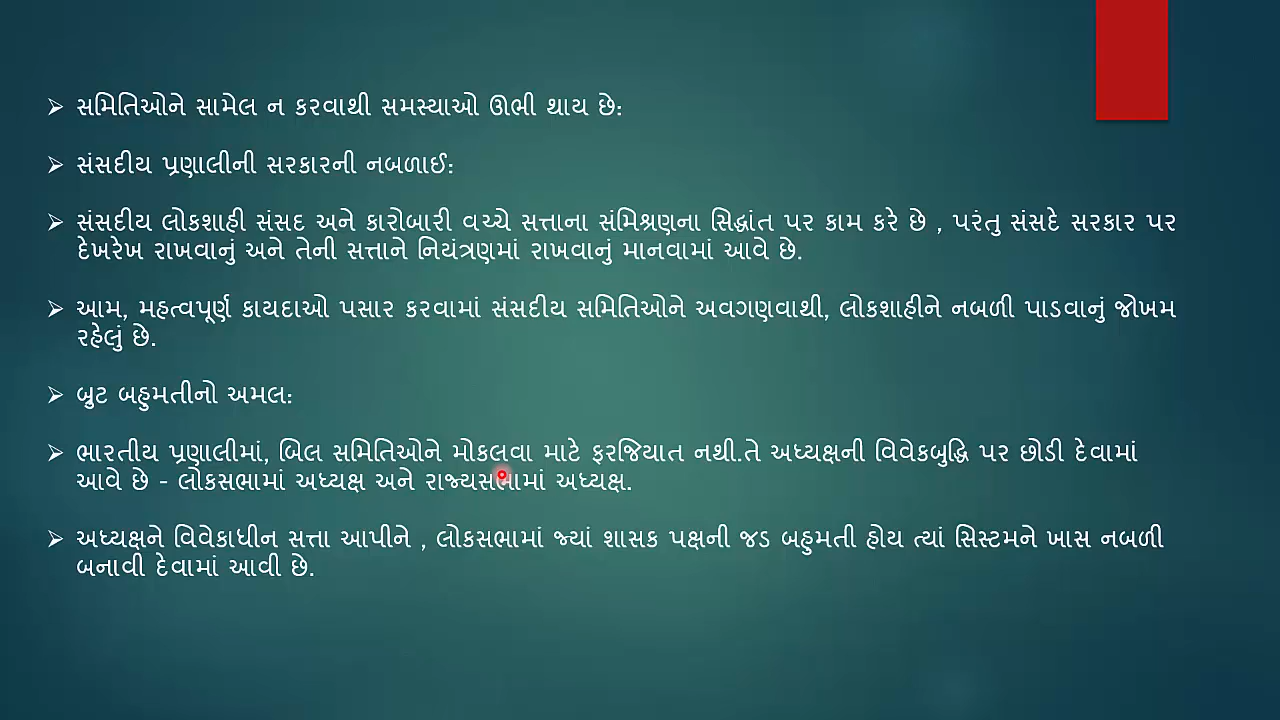 ➢ સમિતિઓને સામેલ ન કરવાથી સમસ્યાઓ ઊભી થાય છે:
➢ સંસદીય પ્રણાલીની સરકારની નબળાઈ:
➢ સંસદીય લોકશાહી સંસદ અને કારોબારી વચ્ચે સત્તાના સંમિશ્રણના સિદ્ધાંત પર કામ કરે છે , પરંતુ સંસદે સરકાર પર
દેખરેખ રાખવાનું અને તેની સત્તાને નિયંત્રણમાં રાખવાનું માનવામાં આવે છે.
➢ આમ, મહત્વપૂર્ણ કાયદાઓ પસાર કરવામાં સંસદીય સમિતિઓને અવગણવાથી, લોકશાહીને નબળી પાડવાનું જોખમ
રહેલું છે.
➢ બ્રુટ બહુમતીનો અમલ:
➢ ભારતીય પ્રણાલીમાં, બિલ સમિતિઓને મોકલવા માટે ફરજિયાત નથી.તે અધ્યક્ષની વિવેકબુદ્ધિ પર છોડી દેવામાં
આવે છે - લોકસભામાં અધ્યક્ષ અને રાજ્યસભામાં અધ્યક્ષ.
➢ અધ્યક્ષને વિવેકાધીન સત્તા આપીને , લોકસભામાં જ્યાં શાસક પક્ષની જડ બહુમતી હોય ત્યાં સિસ્ટમને ખાસ નબળી
બનાવી દેવામાં આવી છે.